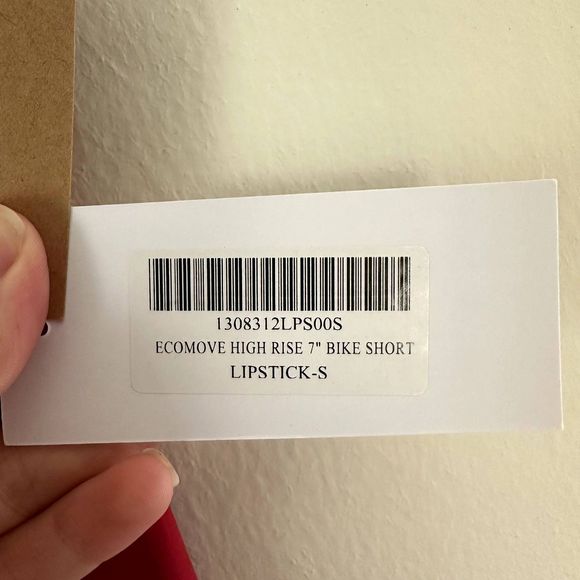 1308312LPS00S
ECOMOVE HIGH RISE 7" BIKE SHORT
LIPSTICK-S